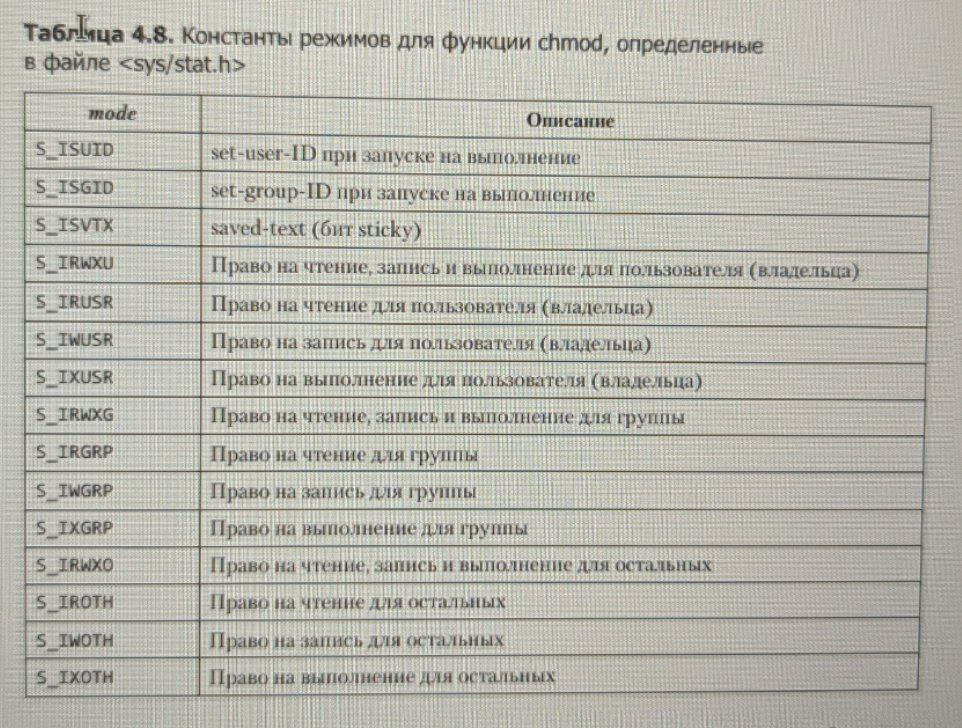 Таблица 4.8. Константы режимов для функции chmod, определенные
в файле <sys/stat.h>
mode Описание
S_ISUID set-user-ID при запуске на выполнение
S_ISGID set-group-ID при запуске на выполнение
S_ISVTX saved-text (бит sticky)
S_IRWXU Право на чтение, запись и выполнение для пользователя (владельца)
S_IRUSR Право на чтение для пользователя (владельца)
S_IWUSR Право на запись для пользователя (владельца)
S_IXUSR Право на выполнение для пользователя (владельца)
S_IRWXG Право на чтение, запись и выполнение для группы
S_IRGRP Право на чтение для группы
S_IWGRP Право на запись для группы
S_IXGRP Право на выполнение для группы
S_IRWXO Право на чтение, запись и выполнение для остальных
S_IROTH Право на чтение для остальных
S_IWOTH Право на запись для остальных
S_IXOTH Право на выполнение для остальных